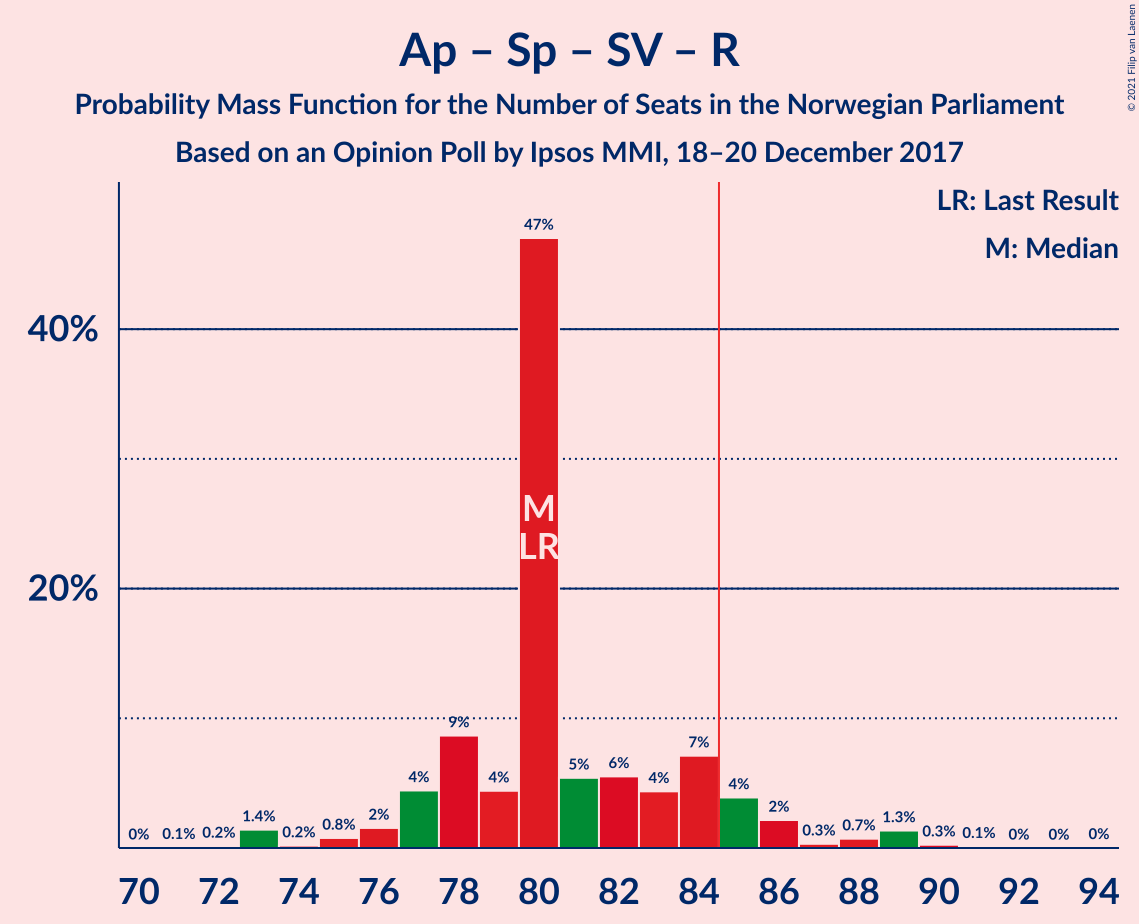 Ap – Sp – SV – R
Probability Mass Function for the Number of Seats in the Norwegian Parliament
Based on an Opinion Poll by Ipsos MMI, 18–20 December 2017
© 2021 Filip van Laenen
LR: Last Result
M: Median
40%
20%
0% 0.1% 0.2% 1.4% 0.2% 0.8% 2% 4% 9% 4% 47% 5% 6% 4% 7% 4% 2% 0.3% 0.7% 1.3% 0.3% 0.1% 0% 0% 0%
M
LR
70 72 74 76 78 80 82 84 86 88 90 92 94